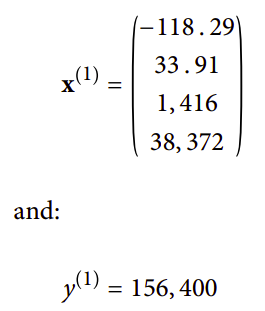 -118.29
33.91
x(1) =
1,416
38,372
and:
y(1) = 156,400